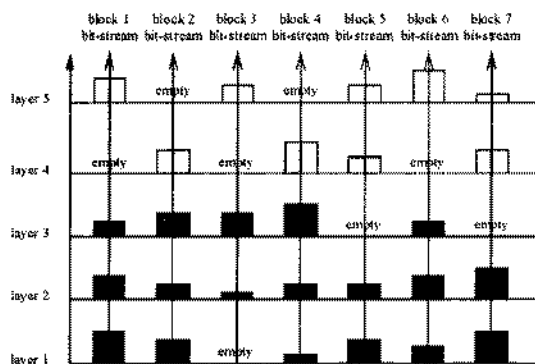 block 1 block 2 block 3 block 4 block 5 block 6 block 7
bit-stream bit-stream bit-stream bit-stream bit-stream bit-stream bit-stream
layer 5 empty empty
layer 4 empty empty empty
layer 3 empty empty
layer 2
layer 1 empty